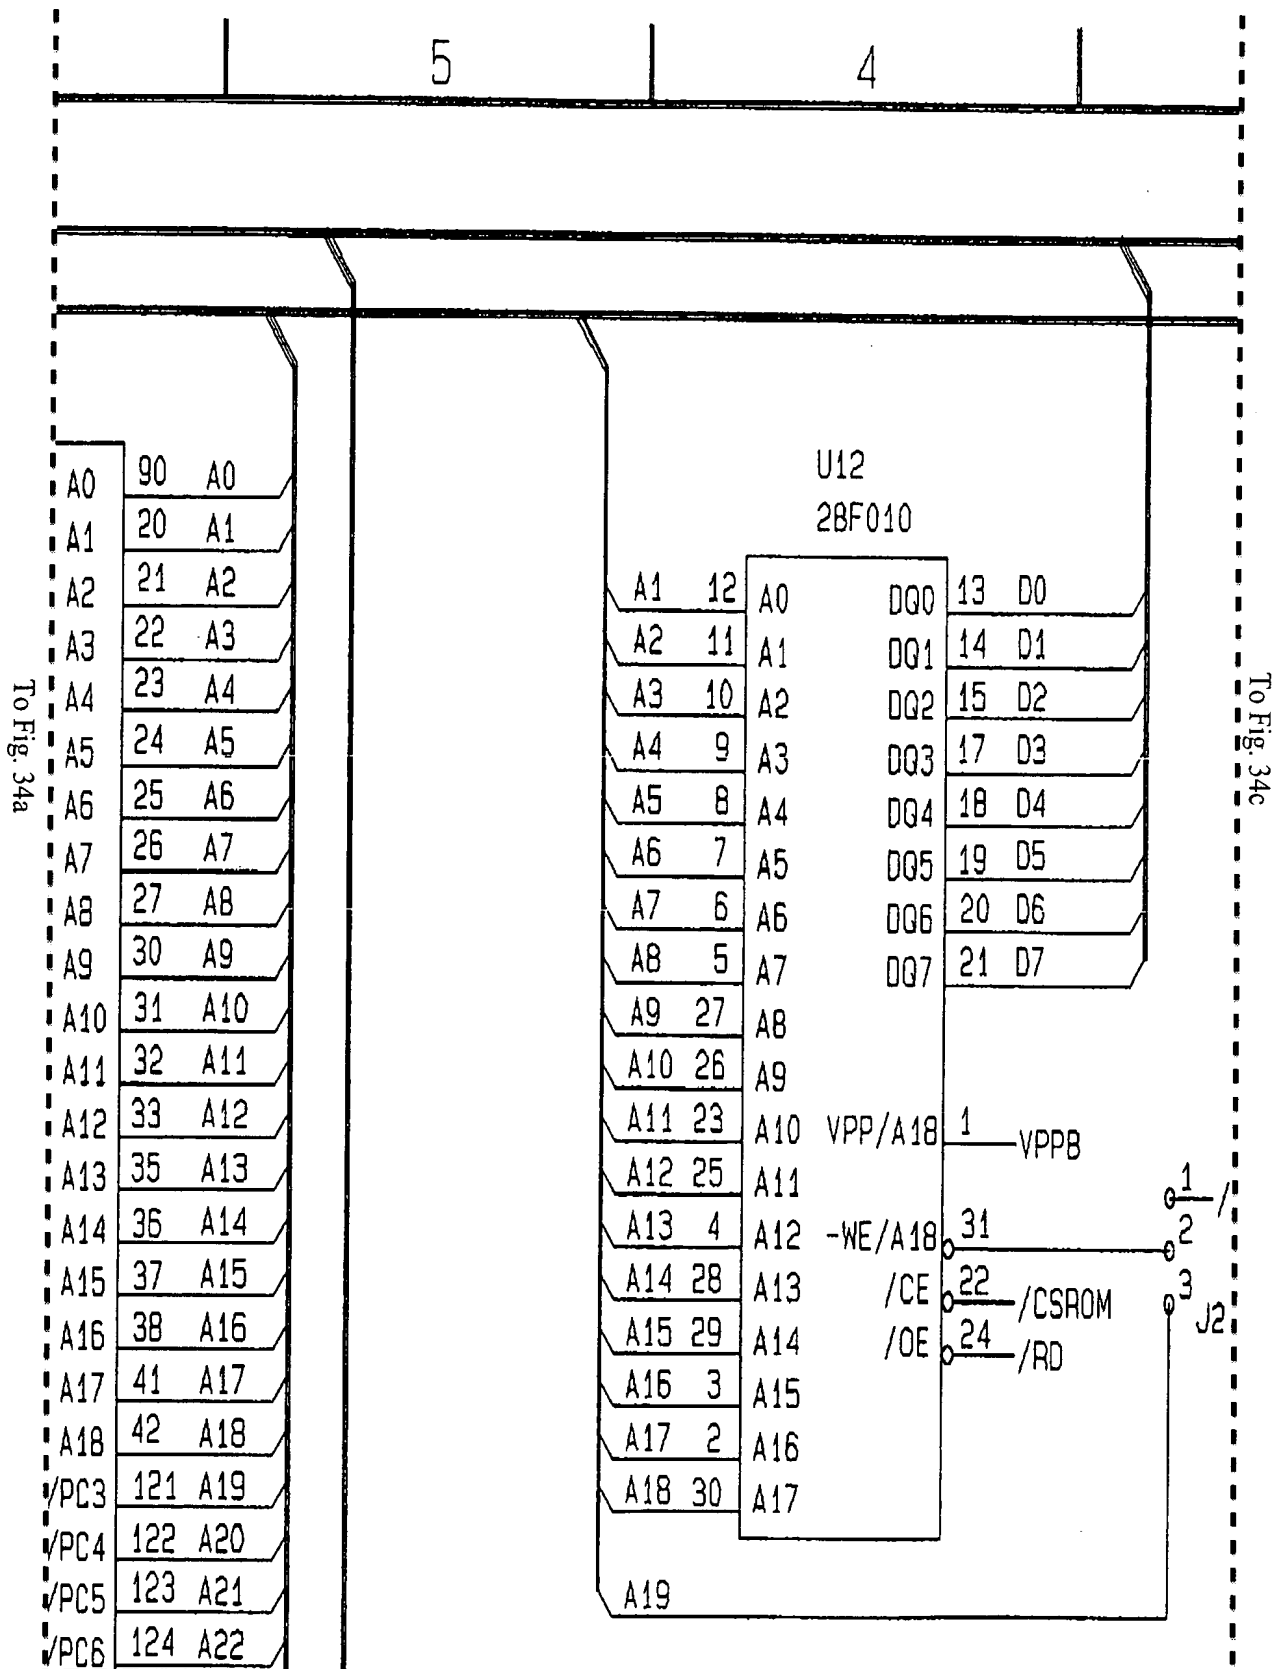 5 4
To Fig. 34a
A0 90 A0
A1 20 A1
A2 21 A2
A3 22 A3
A4 23 A4
A5 24 A5
A6 25 A6
A7 26 A7
A8 27 A8
A9 30 A9
A10 31 A10
A11 32 A11
A12 33 A12
A13 35 A13
A14 36 A14
A15 37 A15
A16 38 A16
A17 41 A17
A18 42 A18
/PC3 121 A19
/PC4 122 A20
/PC5 123 A21
/PC6 124 A22
U12
28F010
A1 12 A0 DQ0 13 D0
A2 11 A1 DQ1 14 D1
A3 10 A2 DQ2 15 D2
A4 9 A3 DQ3 17 D3
A5 8 A4 DQ4 18 D4
A6 7 A5 DQ5 19 D5
A7 6 A6 DQ6 20 D6
A8 5 A7 DQ7 21 D7
A9 27 A8
A10 26 A9
A11 23 A10 VPP/A18 1 VPPB
A12 25 A11
A13 4 A12 -WE/A18 31
A14 28 A13 /CE 22 /CSROM
A15 29 A14 /OE 24 /RD
A16 3 A15
A17 2 A16
A18 30 A17
A19
1 /
2
3
J2
To Fig. 34c